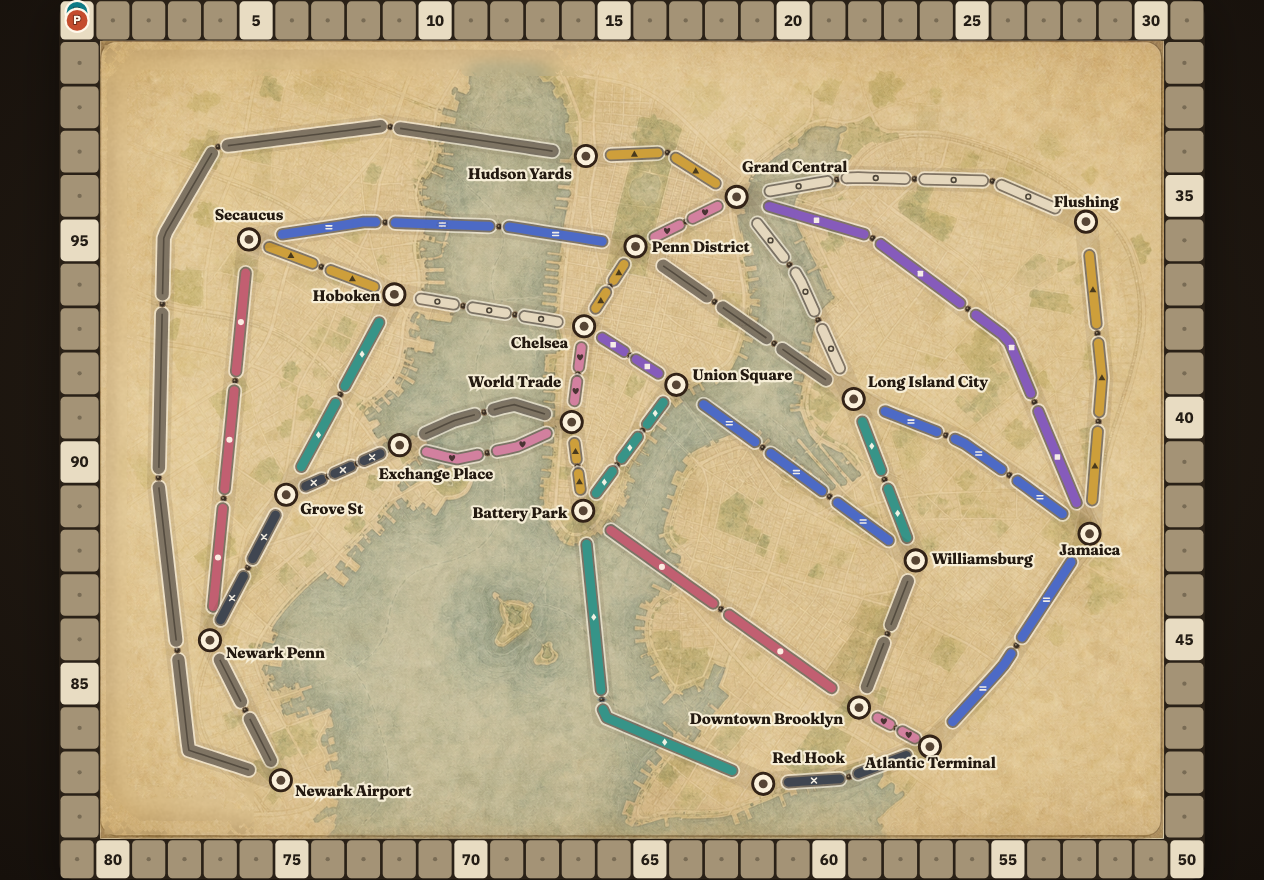 P
5
10
15
20
25
30
Grand Central
Hudson Yards
Flushing
35
Secaucus
95
Penn District
Hoboken
Chelsea
World Trade
Union Square
Long Island City
40
90
Exchange Place
Grove St
Battery Park
Jamaica
Williamsburg
45
Newark Penn
85
Downtown Brooklyn
Red Hook
Atlantic Terminal
Newark Airport
80
75
70
65
60
55
50